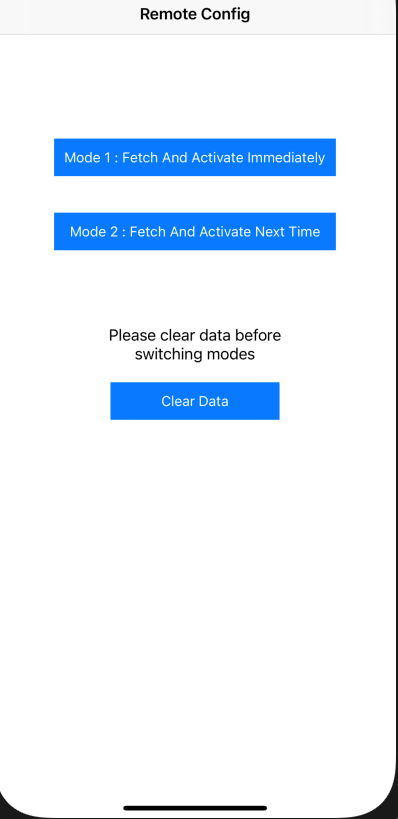 Remote Config
Mode 1 : Fetch And Activate Immediately
Mode 2 : Fetch And Activate Next Time
Please clear data before
switching modes
Clear Data